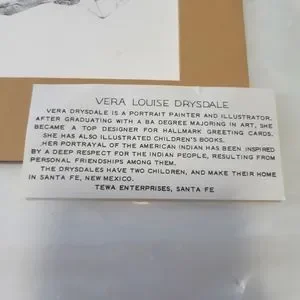 VERA LOUISE DRYSDALE
VERA DRYSDALE IS A PORTRAIT PAINTER AND ILLUSTRATOR.
AFTER GRADUATING WITH A BA DEGREE MAJORING IN ART, SHE
BECAME A TOP DESIGNER FOR HALLMARK GREETING CARDS.
SHE HAS ALSO ILLUSTRATED CHILDREN'S BOOKS.
HER PORTRAYAL OF THE AMERICAN INDIAN HAS BEEN INSPIRED
BY A DEEP RESPECT FOR THE INDIAN PEOPLE, RESULTING FROM
PERSONAL FRIENDSHIPS AMONG THEM.
THE DRYSDALES HAVE TWO CHILDREN, AND MAKE THEIR HOME
IN SANTA FE, NEW MEXICO.
TEWA ENTERPRISES, SANTA FE